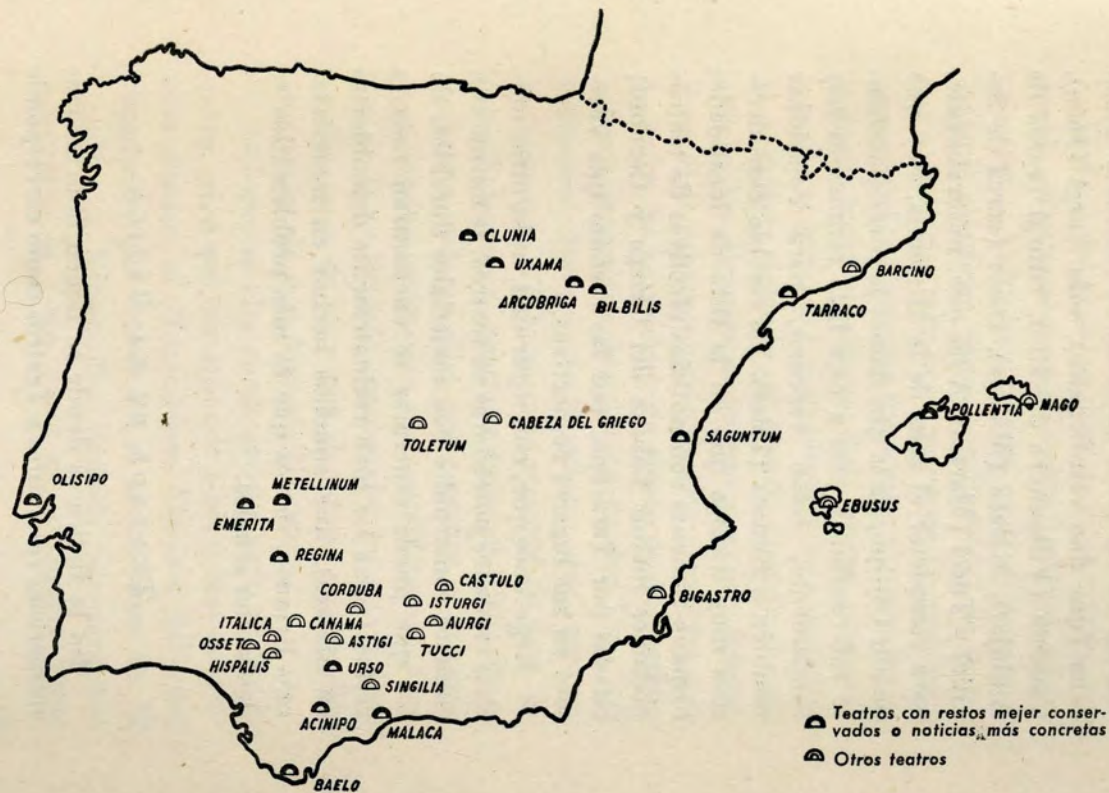 CLUNIA
UXAMA
ARCOBRIGA
BILBILIS
BARCINO
TARRACO
POLLENTIA
MAGO
CABEZA DEL GRIEGO
TOLETUM
SAGUNTUM
OLISIPO
METELLINUM
EMERITA
EBUSUS
REGINA
CASTULO
CORDUBA
ISTURGI
BIGASTRO
ITALICA
CANAMA
AURGI
OSSET
ASTIGI
TUCCI
HISPALIS
URSO
SINGILIA
ACINIPO
MALACA
BAELO
Teatros con restos mejer conser-
vados o noticias, más concretas
Otros teatros